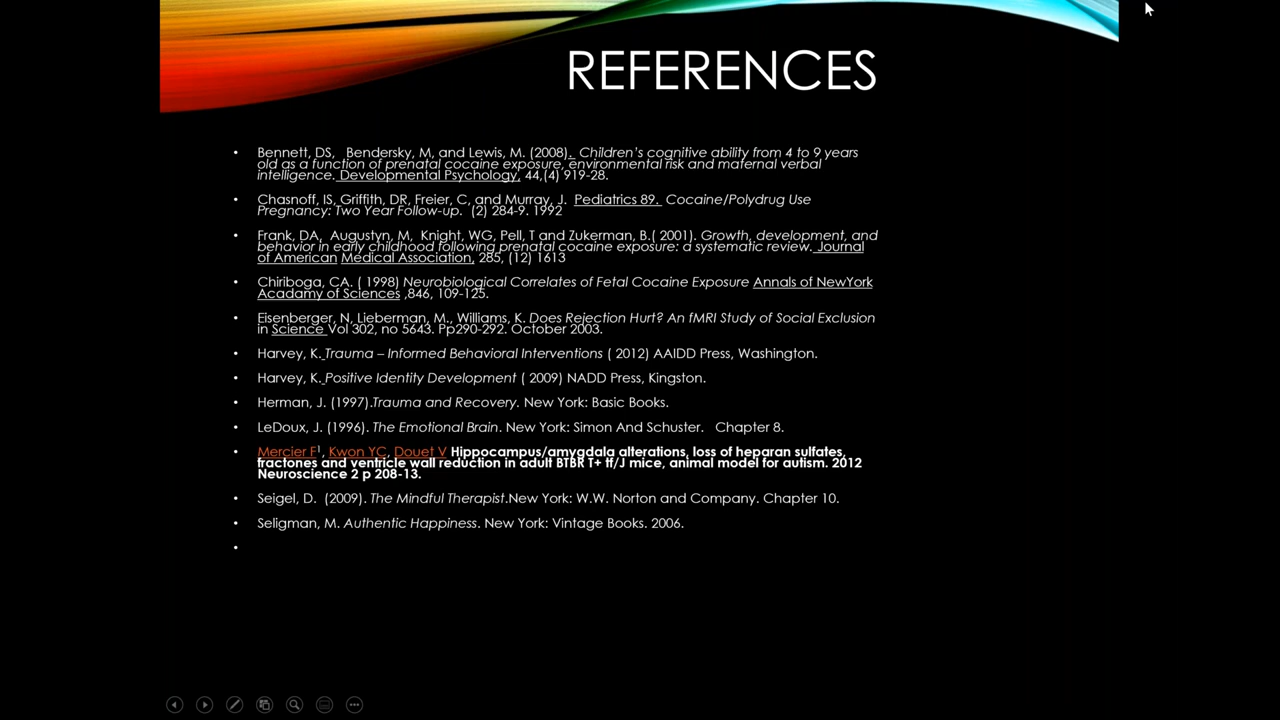 REFERENCES
• Bennett, DS, Bendersky, M, and Lewis, M. (2008). Children's cognitive ability from 4 to 9 years
old as a function of prenatal cocaine exposure, environmental risk and maternal verbal
intelligence. Developmental Psychology, 44,(4) 919-28.
• Chasnoff, IS, Griffith, DR, Freier, C, and Murray, J. Pediatrics 89. Cocaine/Polydrug Use
Pregnancy: Two Year Follow-up. (2) 284-9. 1992
• Frank, DA, Augustyn, M, Knight, WG, Pell, T and Zukerman, B.( 2001). Growth, development, and
behavior in early childhood following prenatal cocaine exposure: a systematic review. Journal
of American Medical Association, 285, (12) 1613
• Chiriboga, CA. ( 1998) Neurobiological Correlates of Fetal Cocaine Exposure Annals of NewYork
Acadamy of Sciences ,846, 109-125.
• Eisenberger, N, Lieberman, M., Williams, K. Does Rejection Hurt? An fMRI Study of Social Exclusion
in Science Vol 302, no 5643. Pp290-292. October 2003.
• Harvey, K. Trauma – Informed Behavioral Interventions ( 2012) AAIDD Press, Washington.
• Harvey, K. Positive Identity Development ( 2009) NADD Press, Kingston.
• Herman, J. (1997).Trauma and Recovery. New York: Basic Books.
• LeDoux, J. (1996). The Emotional Brain. New York: Simon And Schuster. Chapter 8.
• Mercier F¹, Kwon YC, Douet V Hippocampus/amygdala alterations, loss of heparan sulfates,
fractones and ventricle wall reduction in adult BTBR T+ tf/J mice, animal model for autism. 2012
Neuroscience 2 p 208-13.
• Seigel, D. (2009). The Mindful Therapist.New York: W.W. Norton and Company. Chapter 10.
• Seligman, M. Authentic Happiness. New York: Vintage Books. 2006.
•